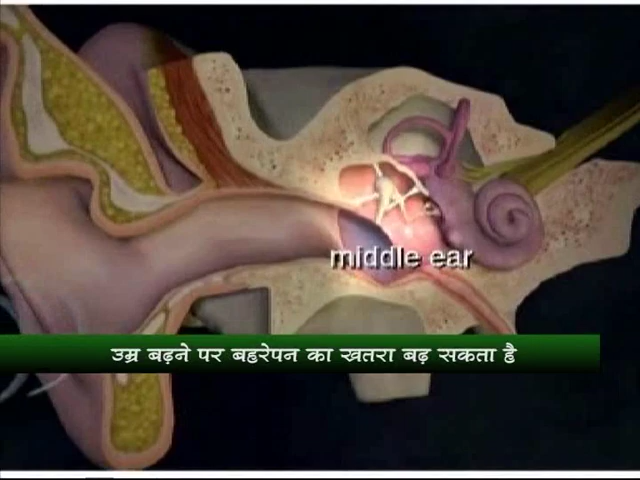 middle ear
उम्र बढ़ने पर बहरेपन का खतरा बढ़ सकता है